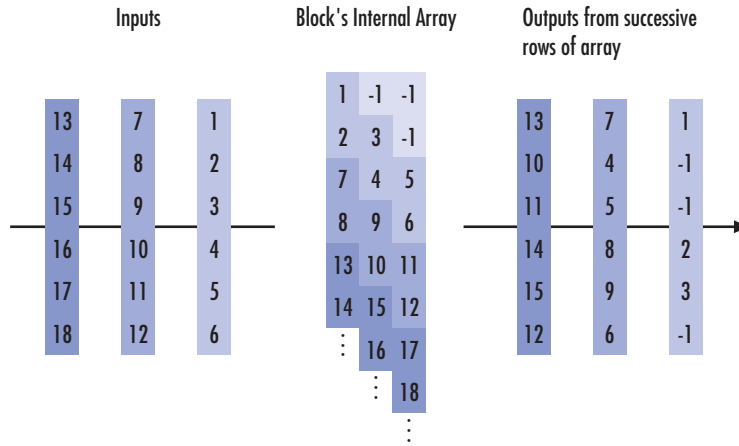 Inputs
13 7 1
14 8 2
15 9 3
16 10 4
17 11 5
18 12 6
Block's Internal Array
1 -1 -1
2 3 -1
7 4 5
8 9 6
13 10 11
14 15 12
16 17
18
Outputs from successive
rows of array
13 7 1
10 4 -1
11 5 -1
14 8 2
15 9 3
12 6 -1